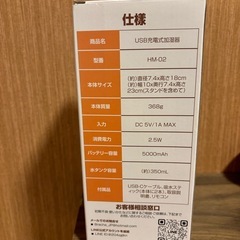 仕様
商品名 USB充電式加湿器
型番 HM-02
本体サイズ (約)直径7.4x高さ18cm
(約)幅10x奥行7.4x高さ
23cm(スタンドを含めて)
本体質量 368g
入力 DC 5V/1A MAX
消費電力 2.5W
バッテリー容量 5000mAh
水タンク容量 (約)350mL
付属品 USB-Cケーブル、吸水スティ
ック(本体に2本)、日本語取
扱説明書、リモコン
お客様相談窓口